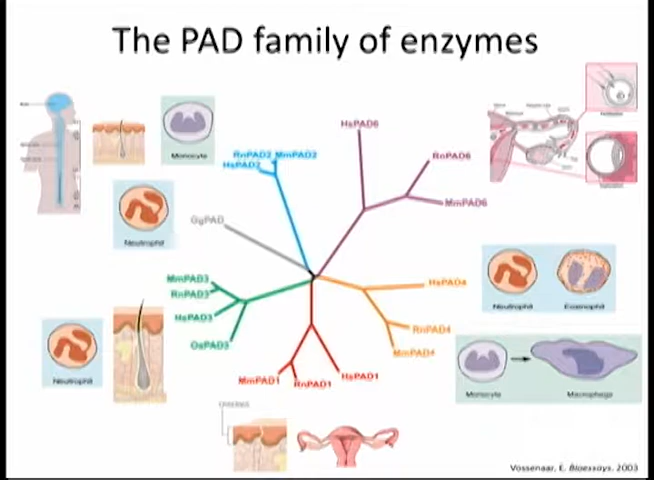 The PAD family of enzymes
HsPAD6
Monocyte
RnPAD2 MmPAD2
HsPAD2
RnPAD6
MmPAD6
GgPAD
Neutrophil
MmPAD3
RnPAD3
HsPAD3
OaPAD3
HsPAD4
RnPAD4
MmPAD4
Neutrophil
Eosinophil
Neutrophil
MmPAD1
RnPAD1
HsPAD1
Monocyte
Macrophage
Vossenaar, E. Bioessays. 2003